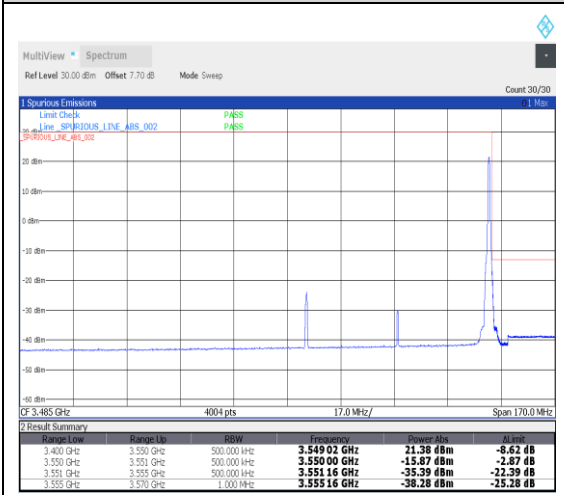 MultiView * Spectrum
Ref Level 30.00 dBm Offset 7.70 dB Mode Sweep
Count 30/30
1 Spurious Emissions 1 Max
Limit Check PASS
Line _SPURIOUS_LINE_ABS_002 PASS
30 dBm
_SPURIOUS_LINE_ABS_002
20 dBm
10 dBm
0 dBm
-10 dBm
-20 dBm
-30 dBm
-40 dBm
-50 dBm
-60 dBm
CF 3.485 GHz 4004 pts 17.0 MHz/ Span 170.0 MHz
2 Result Summary
Range Low Range Up RBW Frequency Power Abs ΔLimit
3.400 GHz 3.550 GHz 500.000 kHz 3.549 02 GHz 21.38 dBm -8.62 dB
3.550 GHz 3.551 GHz 500.000 kHz 3.550 00 GHz -15.87 dBm -2.87 dB
3.551 GHz 3.555 GHz 500.000 kHz 3.551 16 GHz -35.39 dBm -22.39 dB
3.555 GHz 3.570 GHz 1.000 MHz 3.555 16 GHz -38.28 dBm -25.28 dB